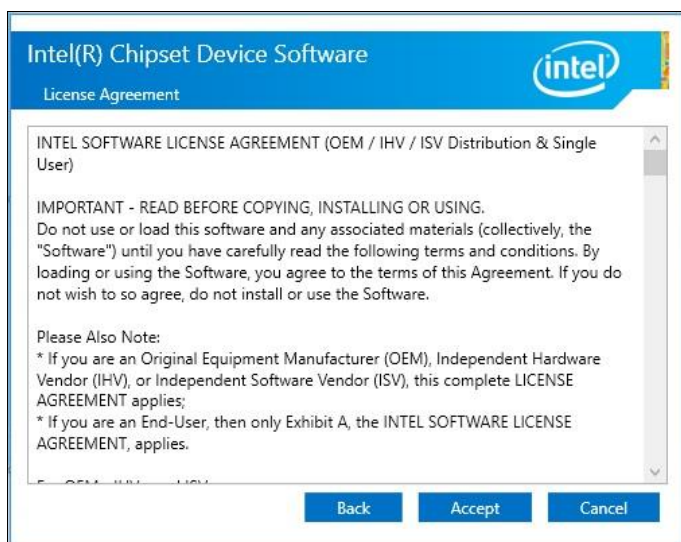 Intel(R) Chipset Device Software
intel
License Agreement
INTEL SOFTWARE LICENSE AGREEMENT (OEM / IHV / ISV Distribution & Single
User)
IMPORTANT - READ BEFORE COPYING, INSTALLING OR USING.
Do not use or load this software and any associated materials (collectively, the
"Software") until you have carefully read the following terms and conditions. By
loading or using the Software, you agree to the terms of this Agreement. If you do
not wish to so agree, do not install or use the Software.
Please Also Note:
* If you are an Original Equipment Manufacturer (OEM), Independent Hardware
Vendor (IHV), or Independent Software Vendor (ISV), this complete LICENSE
AGREEMENT applies;
* If you are an End-User, then only Exhibit A, the INTEL SOFTWARE LICENSE
AGREEMENT, applies.
Back Accept Cancel